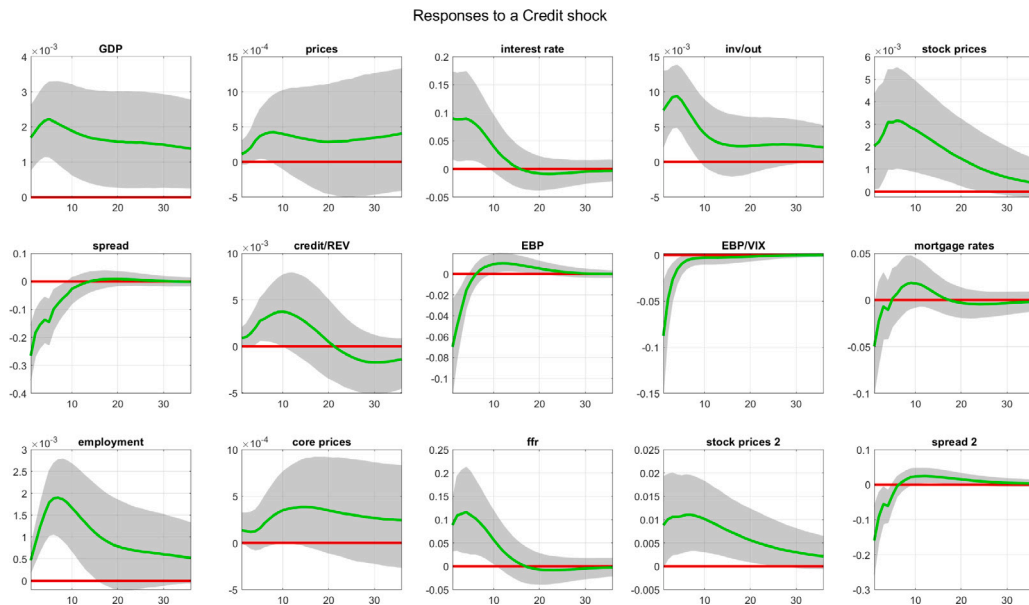 Responses to a Credit shock
×10⁻³ GDP
4
3
2
1
0
10 20 30
×10⁻⁴ prices
15
10
5
0
-5
10 20 30
interest rate
0.2
0.15
0.1
0.05
0
-0.05
10 20 30
×10⁻³ inv/out
15
10
5
0
-5
10 20 30
×10⁻³ stock prices
6
5
4
3
2
1
0
10 20 30
spread
0.1
0
-0.1
-0.2
-0.3
-0.4
10 20 30
×10⁻³ credit/REV
10
5
0
-5
10 20 30
EBP
0
-0.02
-0.04
-0.06
-0.08
-0.1
10 20 30
EBP/VIX
0
-0.05
-0.1
-0.15
10 20 30
mortgage rates
0.05
0
-0.05
-0.1
10 20 30
×10⁻³ employment
3
2.5
2
1.5
1
0.5
0
10 20 30
×10⁻⁴ core prices
10
5
0
-5
10 20 30
ffr
0.25
0.2
0.15
0.1
0.05
0
-0.05
10 20 30
stock prices 2
0.025
0.02
0.015
0.01
0.005
0
-0.005
10 20 30
spread 2
0.1
0
-0.1
-0.2
-0.3
10 20 30